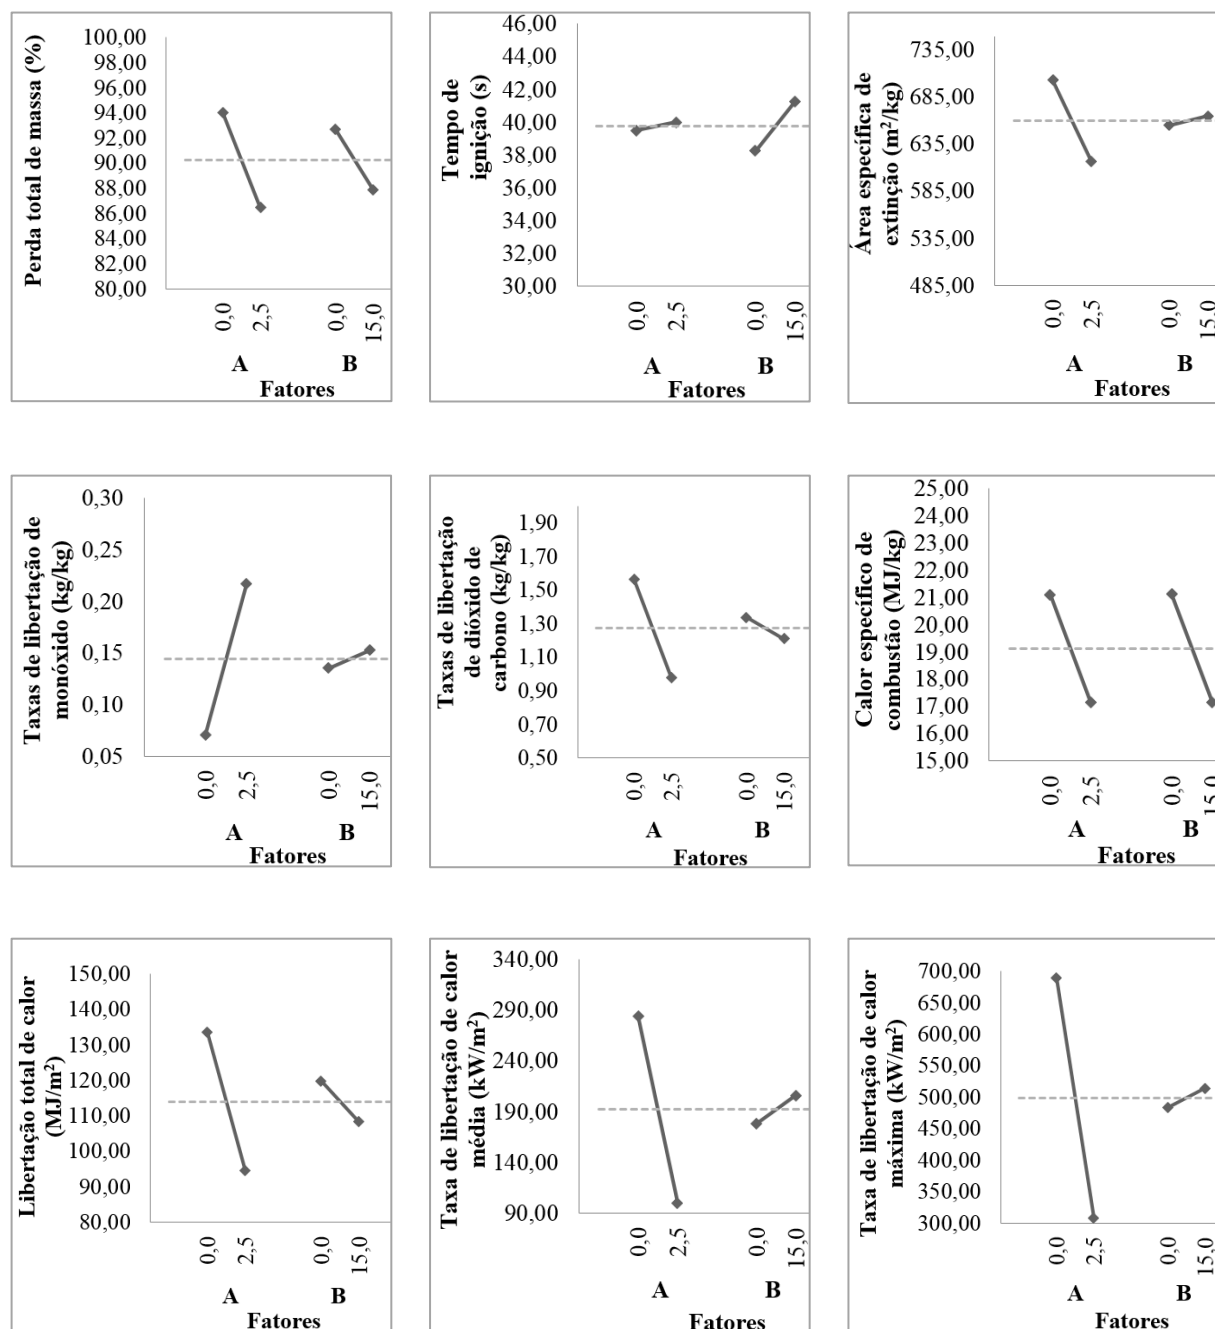 Perda total de massa (%)
100,00
98,00
96,00
94,00
92,00
90,00
88,00
86,00
84,00
82,00
80,00
0,0
2,5
0,0
15,0
A
B
Fatores
Tempo de
ignição (s)
46,00
44,00
42,00
40,00
38,00
36,00
34,00
32,00
30,00
0,0
2,5
0,0
15,0
A
B
Fatores
Área específica de
extinção (m²/kg)
735,00
685,00
635,00
585,00
535,00
485,00
0,0
2,5
0,0
15,0
A
B
Fatores
Taxas de libertação de
monóxido (kg/kg)
0,30
0,25
0,20
0,15
0,10
0,05
0,0
2,5
0,0
15,0
A
B
Fatores
Taxas de libertação
de dióxido de
carbono (kg/kg)
1,90
1,70
1,50
1,30
1,10
0,90
0,70
0,50
0,0
2,5
0,0
15,0
A
B
Fatores
Calor específico de
combustão (MJ/kg)
25,00
24,00
23,00
22,00
21,00
20,00
19,00
18,00
17,00
16,00
15,00
0,0
2,5
0,0
15,0
A
B
Fatores
Libertação total de calor
(MJ/m²)
150,00
140,00
130,00
120,00
110,00
100,00
90,00
80,00
0,0
2,5
0,0
15,0
A
B
Fatores
Taxa de libertação de calor
média (kW/m²)
340,00
290,00
240,00
190,00
140,00
90,00
0,0
2,5
0,0
15,0
A
B
Fatores
Taxa de libertação de calor
máxima (kW/m²)
700,00
650,00
600,00
550,00
500,00
450,00
400,00
350,00
300,00
0,0
2,5
0,0
15,0
A
B
Fatores